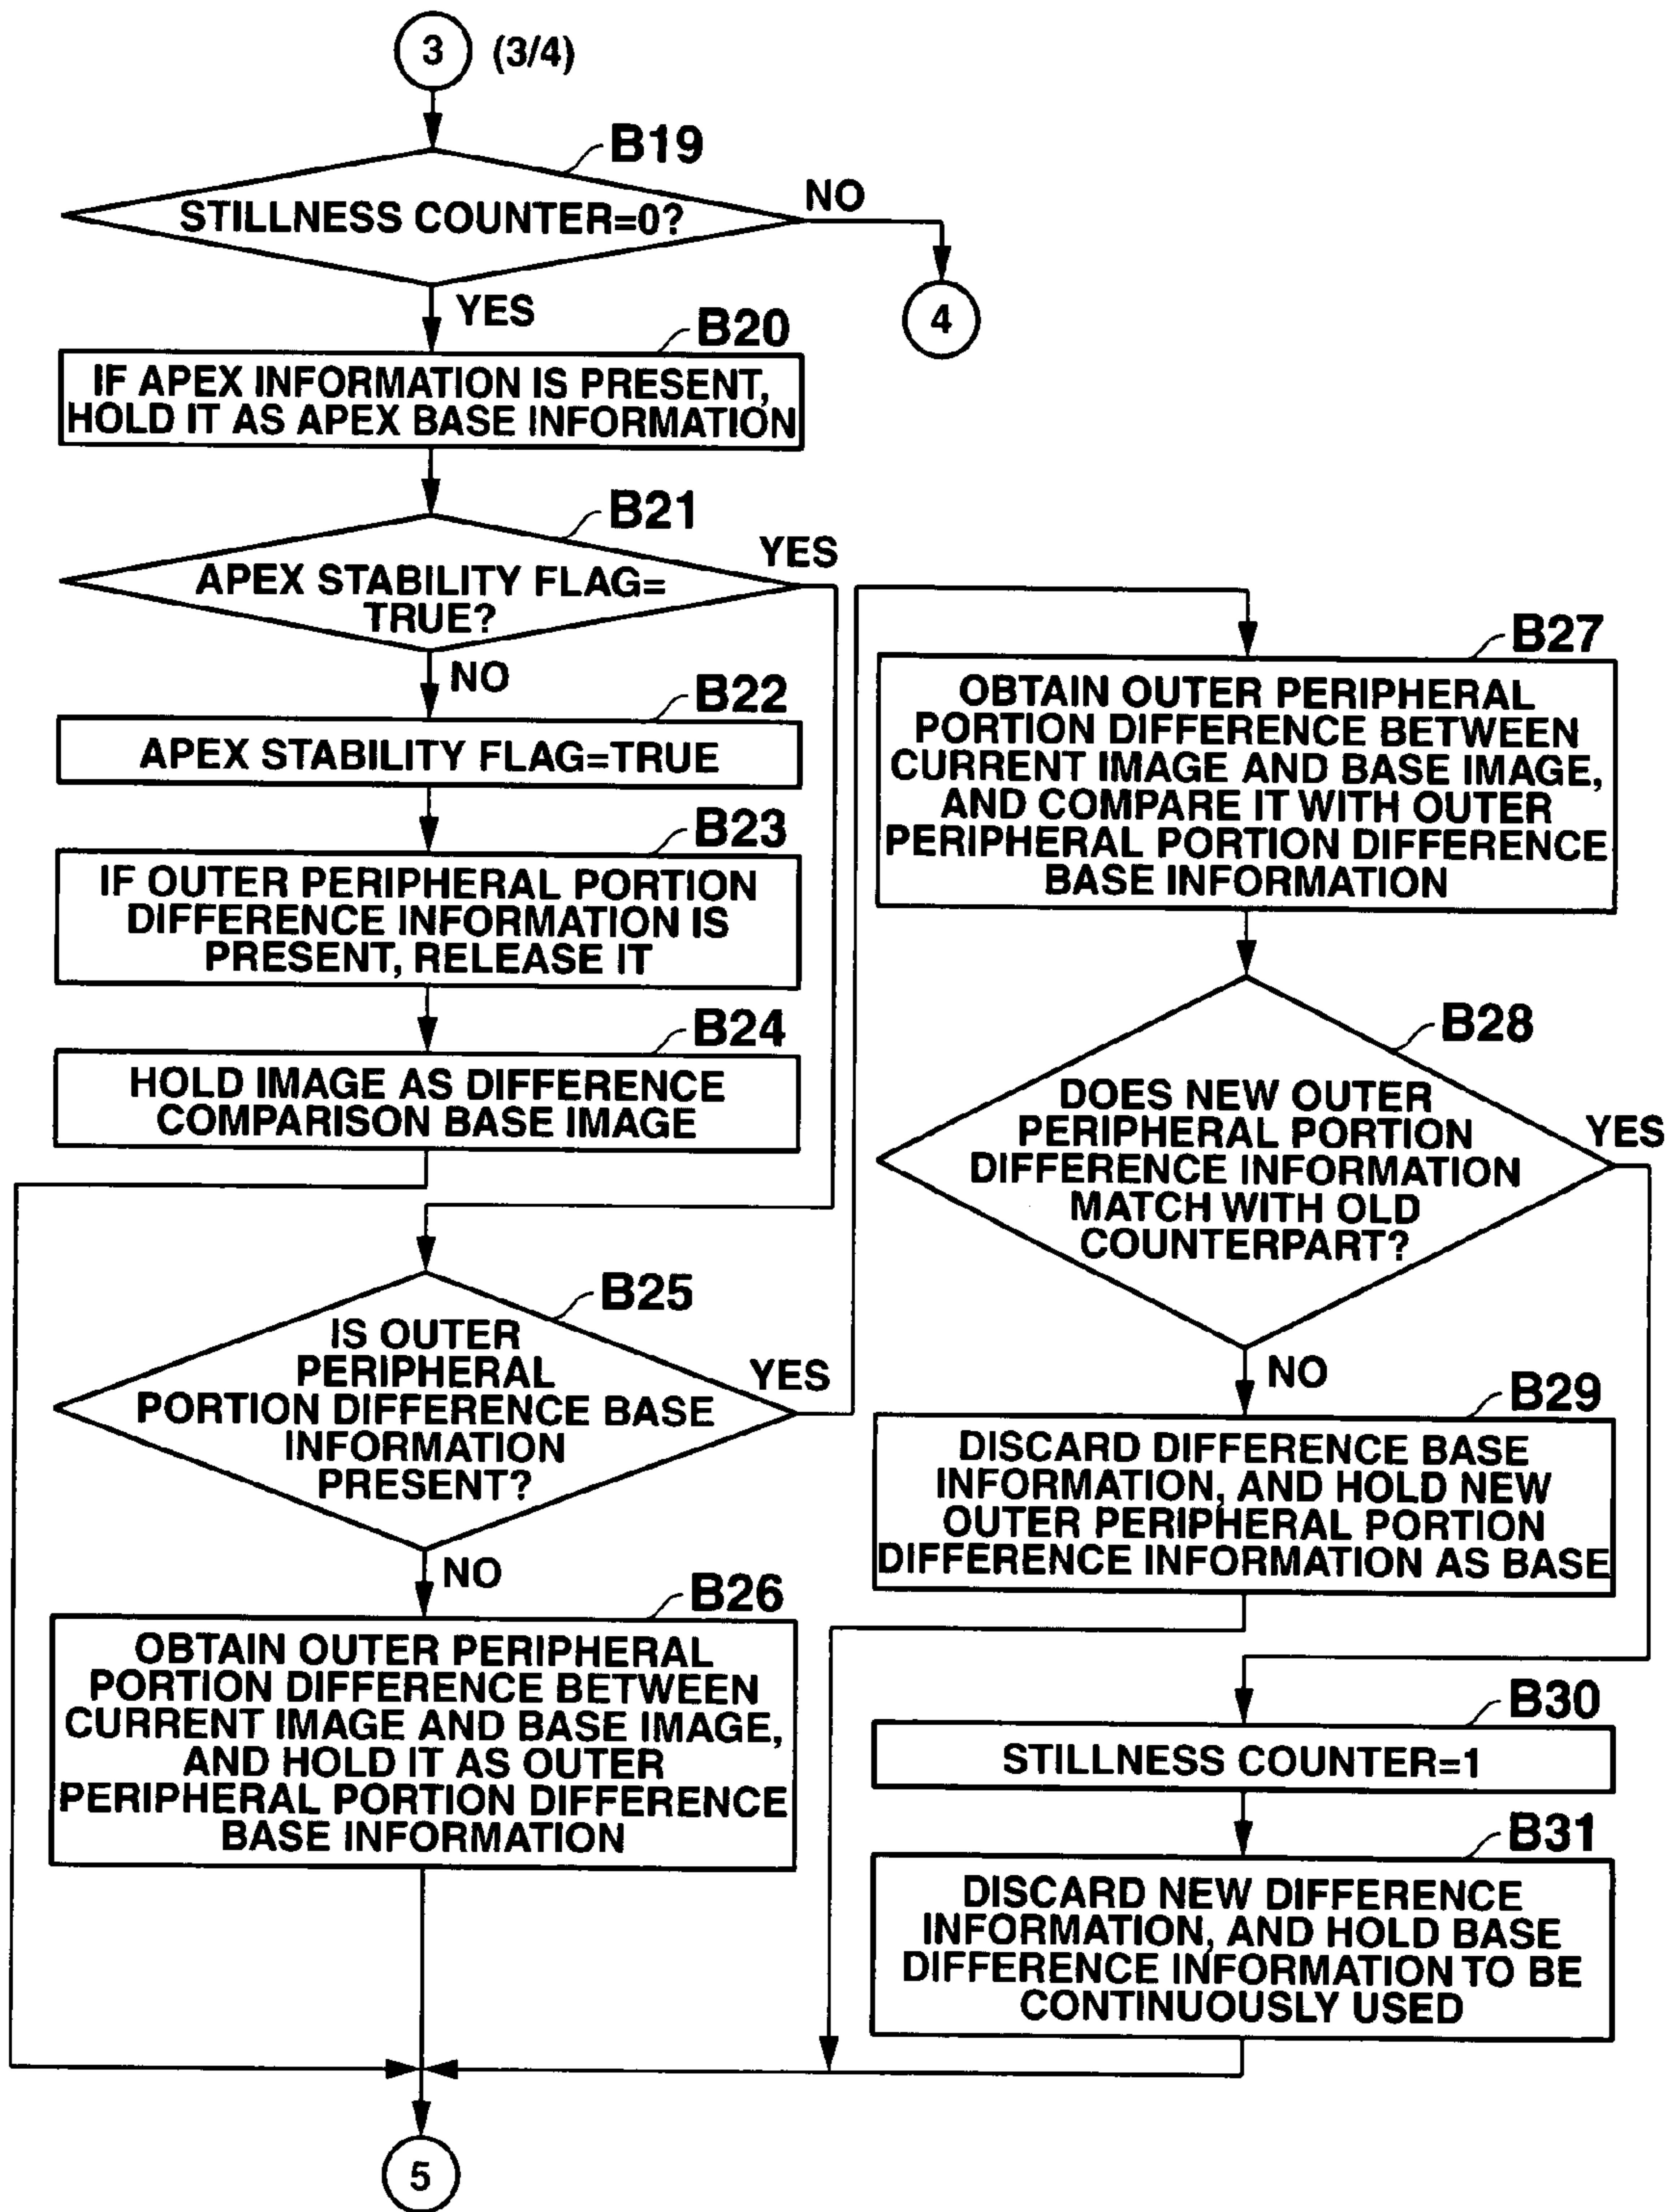 3 (3/4)
B19
STILLNESS COUNTER=0?
NO
4
YES
B20
IF APEX INFORMATION IS PRESENT,
HOLD IT AS APEX BASE INFORMATION
B21
YES
APEX STABILITY FLAG=
TRUE?
NO
B22
APEX STABILITY FLAG=TRUE
B23
IF OUTER PERIPHERAL PORTION
DIFFERENCE INFORMATION IS
PRESENT, RELEASE IT
B24
HOLD IMAGE AS DIFFERENCE
COMPARISON BASE IMAGE
B25
IS OUTER
PERIPHERAL
PORTION DIFFERENCE BASE
INFORMATION
PRESENT?
YES
NO
B26
OBTAIN OUTER PERIPHERAL
PORTION DIFFERENCE BETWEEN
CURRENT IMAGE AND BASE IMAGE,
AND HOLD IT AS OUTER
PERIPHERAL PORTION DIFFERENCE
BASE INFORMATION
B27
OBTAIN OUTER PERIPHERAL
PORTION DIFFERENCE BETWEEN
CURRENT IMAGE AND BASE IMAGE,
AND COMPARE IT WITH OUTER
PERIPHERAL PORTION DIFFERENCE
BASE INFORMATION
B28
DOES NEW OUTER
PERIPHERAL PORTION
DIFFERENCE INFORMATION
MATCH WITH OLD
COUNTERPART?
YES
NO
B29
DISCARD DIFFERENCE BASE
INFORMATION, AND HOLD NEW
OUTER PERIPHERAL PORTION
DIFFERENCE INFORMATION AS BASE
B30
STILLNESS COUNTER=1
B31
DISCARD NEW DIFFERENCE
INFORMATION, AND HOLD BASE
DIFFERENCE INFORMATION TO BE
CONTINUOUSLY USED
5